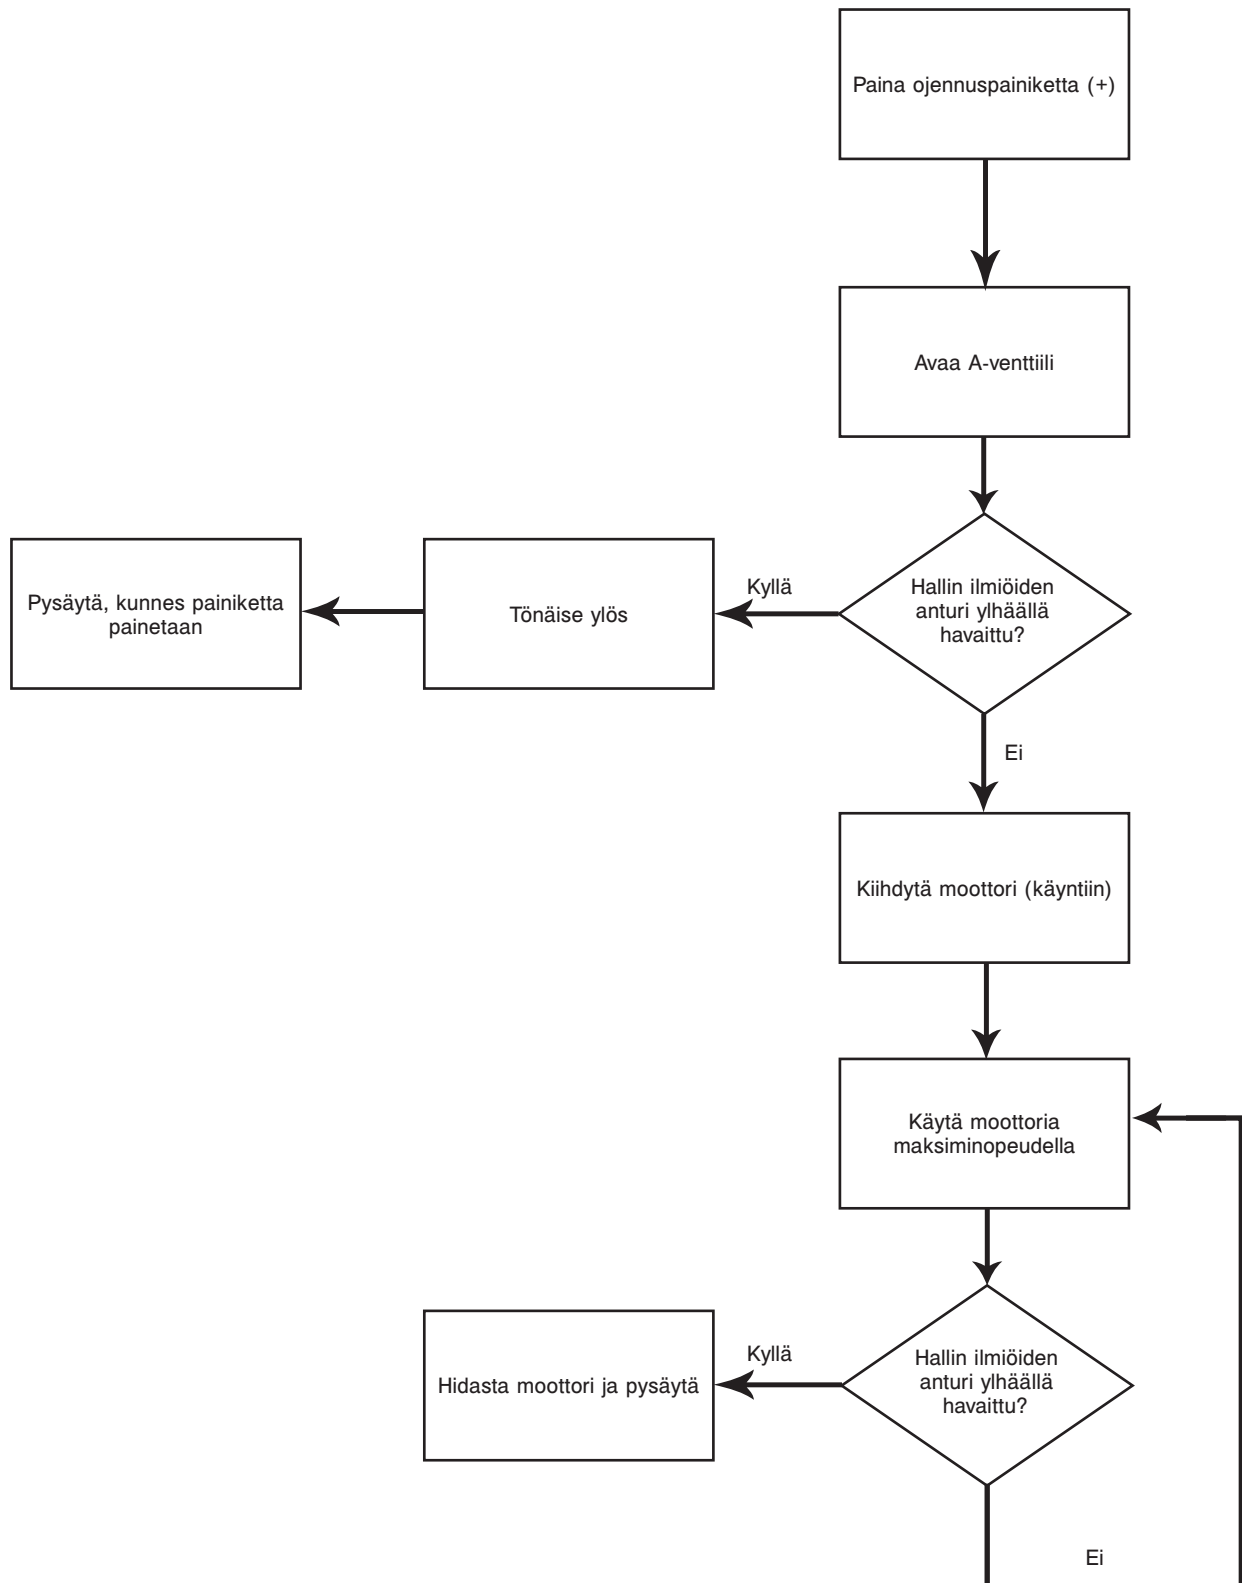 Paina ojennuspainiketta (+)
Avaa A-venttiili
Hallin ilmiöiden
anturi ylhäällä
havaittu?
Kyllä
Tönäise ylös
Pysäytä, kunnes painiketta
painetaan
Ei
Kiihdytä moottori (käyntiin)
Käytä moottoria
maksiminopeudella
Hallin ilmiöiden
anturi ylhäällä
havaittu?
Kyllä
Hidasta moottori ja pysäytä
Ei